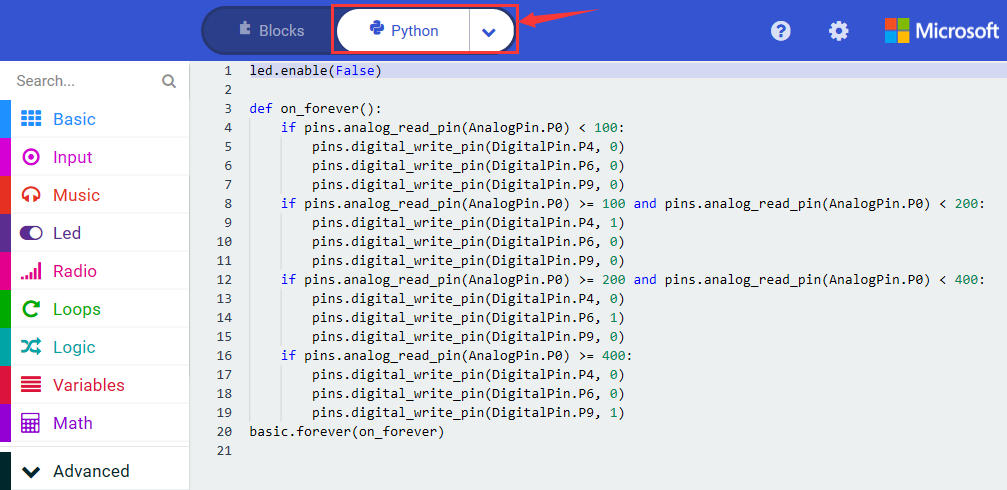 Blocks
Python
Microsoft
Search...
Basic
Input
Music
Led
Radio
Loops
Logic
Variables
Math
Advanced
1 led.enable(False)
2
3 def on_forever():
4     if pins.analog_read_pin(AnalogPin.P0) < 100:
5         pins.digital_write_pin(DigitalPin.P4, 0)
6         pins.digital_write_pin(DigitalPin.P6, 0)
7         pins.digital_write_pin(DigitalPin.P9, 0)
8     if pins.analog_read_pin(AnalogPin.P0) >= 100 and pins.analog_read_pin(AnalogPin.P0) < 200:
9         pins.digital_write_pin(DigitalPin.P4, 1)
10         pins.digital_write_pin(DigitalPin.P6, 0)
11         pins.digital_write_pin(DigitalPin.P9, 0)
12     if pins.analog_read_pin(AnalogPin.P0) >= 200 and pins.analog_read_pin(AnalogPin.P0) < 400:
13         pins.digital_write_pin(DigitalPin.P4, 0)
14         pins.digital_write_pin(DigitalPin.P6, 1)
15         pins.digital_write_pin(DigitalPin.P9, 0)
16     if pins.analog_read_pin(AnalogPin.P0) >= 400:
17         pins.digital_write_pin(DigitalPin.P4, 0)
18         pins.digital_write_pin(DigitalPin.P6, 0)
19         pins.digital_write_pin(DigitalPin.P9, 1)
20 basic.forever(on_forever)
21